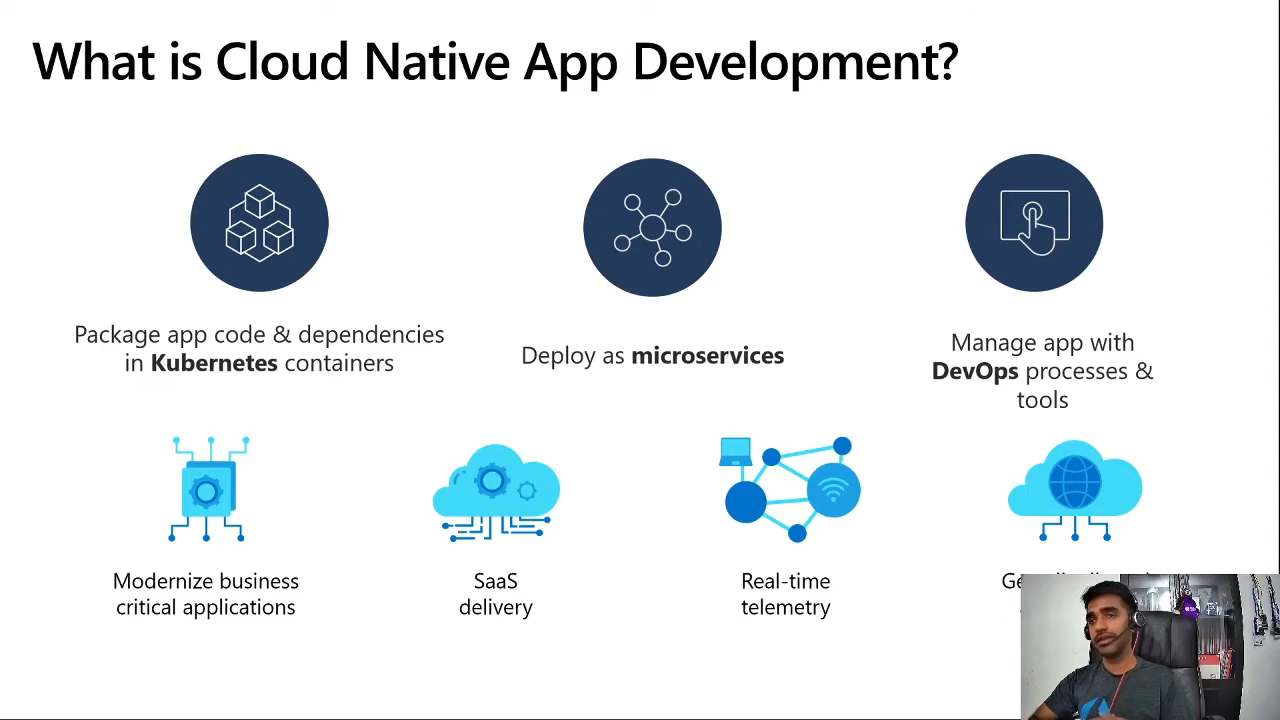 What is Cloud Native App Development?
Package app code & dependencies
in Kubernetes containers
Deploy as microservices
Manage app with
DevOps processes &
tools
Modernize business
critical applications
SaaS
delivery
Real-time
telemetry